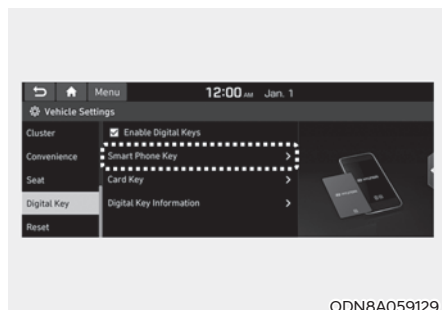 Menu 12:00 AM Jan. 1
Vehicle Settings
Cluster
Enable Digital Keys
Convenience
Smart Phone Key
Seat
Card Key
Digital Key
Digital Key Information
Reset
ODN8A059129